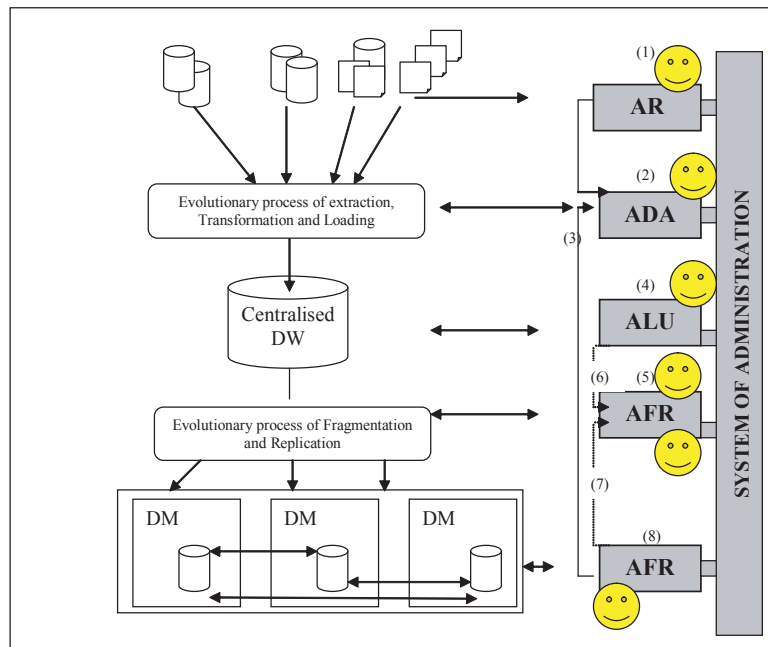 (1)
AR
Evolutionary process of extraction,
Transformation and Loading
(2)
ADA
(3)
Centralised
DW
(4)
ALU
Evolutionary process of Fragmentation
and Replication
(6)
(5)
AFR
(7)
DM
DM
DM
(8)
AFR
SYSTEM OF ADMINISTRATION